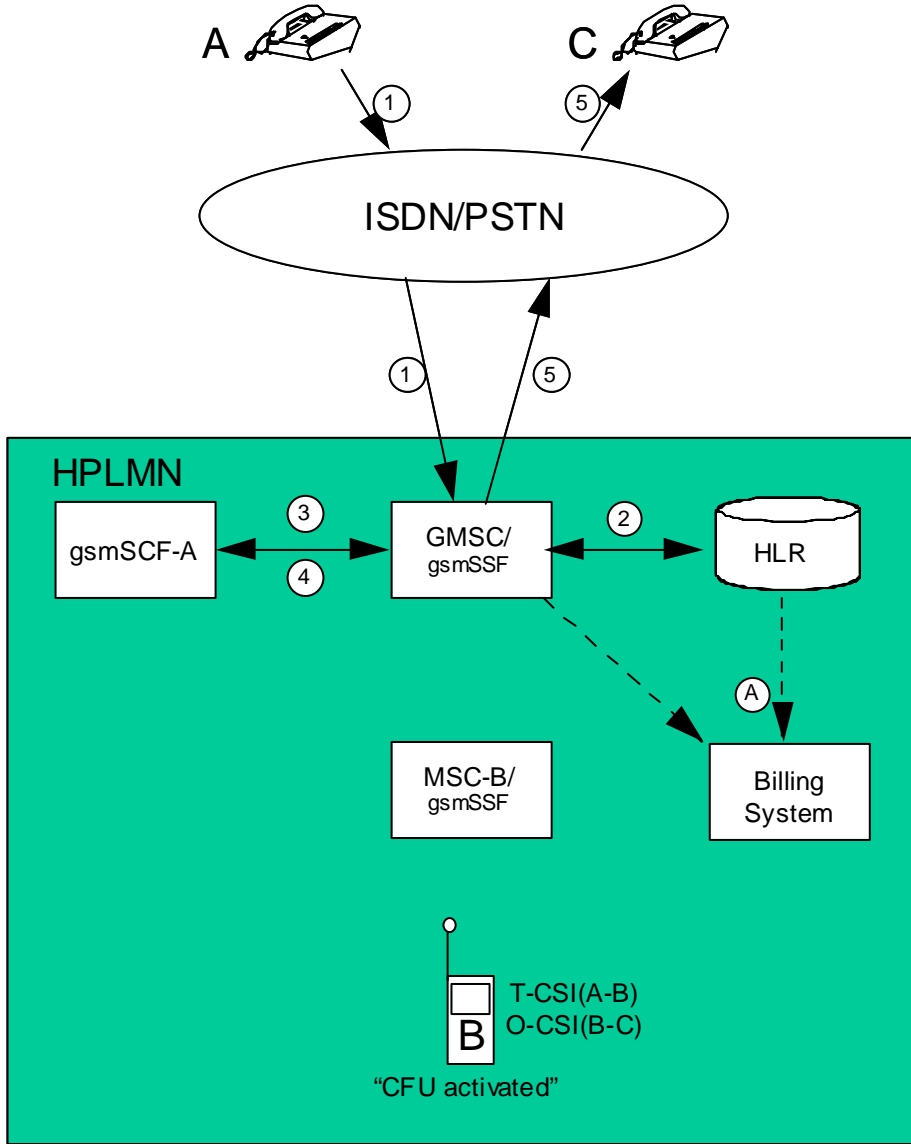 A
C
1
5
ISDN/PSTN
1
5
HPLMN
gsmSCF-A
3
4
GMSC/
gsmSSF
2
HLR
A
MSC-B/
gsmSSF
Billing
System
T-CSI(A-B)
O-CSI(B-C)
B
“CFU activated”